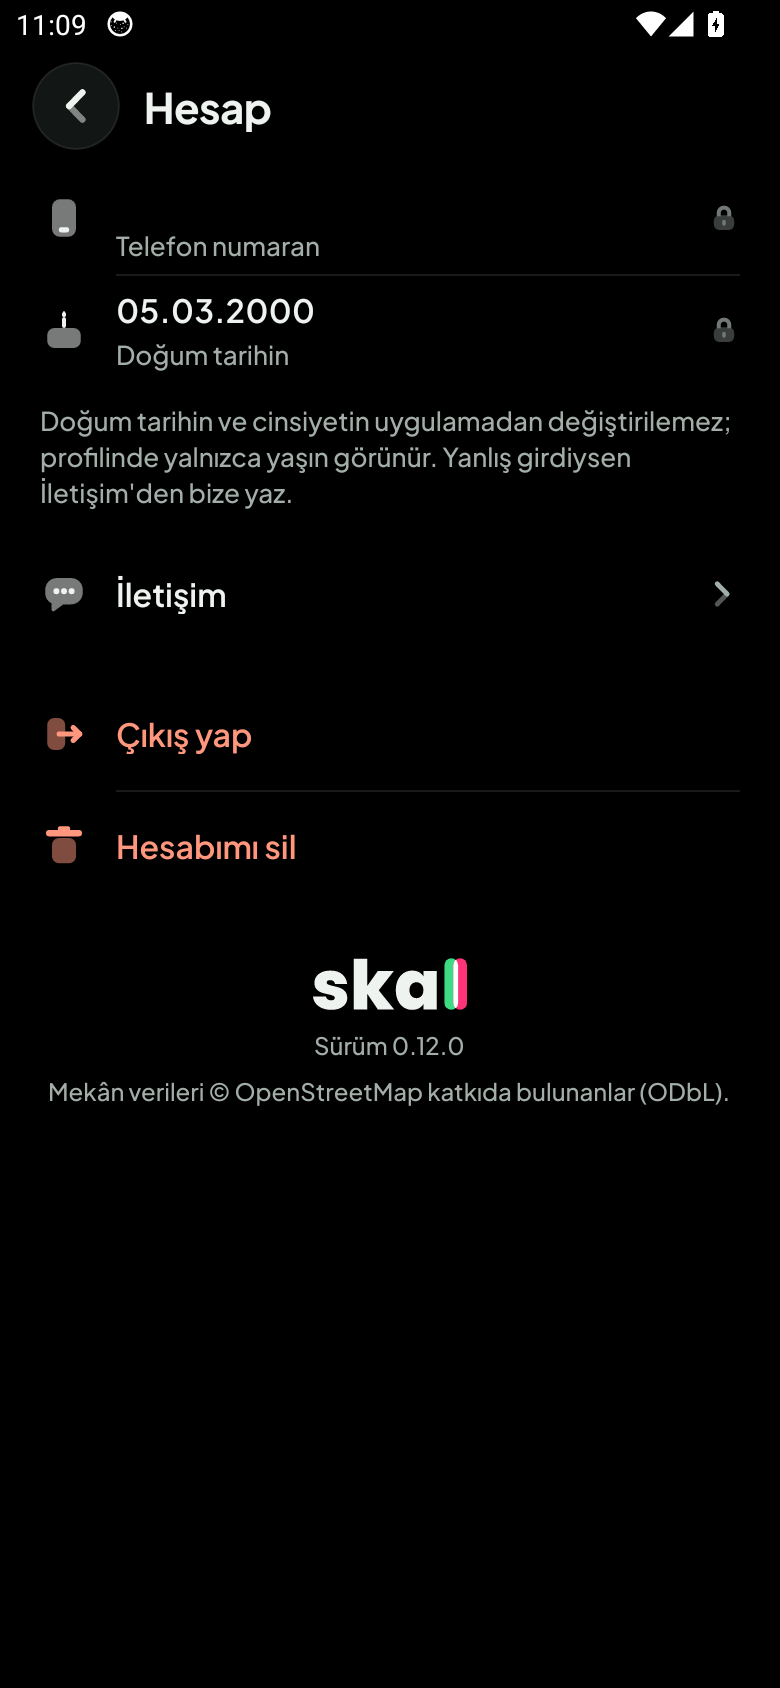 11:09
Hesap
Telefon numaran
05.03.2000
Doğum tarihin
Doğum tarihin ve cinsiyetin uygulamadan değiştirilemez;
profilinde yalnızca yaşın görünür. Yanlış girdiysen
İletişim'den bize yaz.
İletişim
Çıkış yap
Hesabımı sil
skall
Sürüm 0.12.0
Mekân verileri © OpenStreetMap katkıda bulunanlar (ODbL).